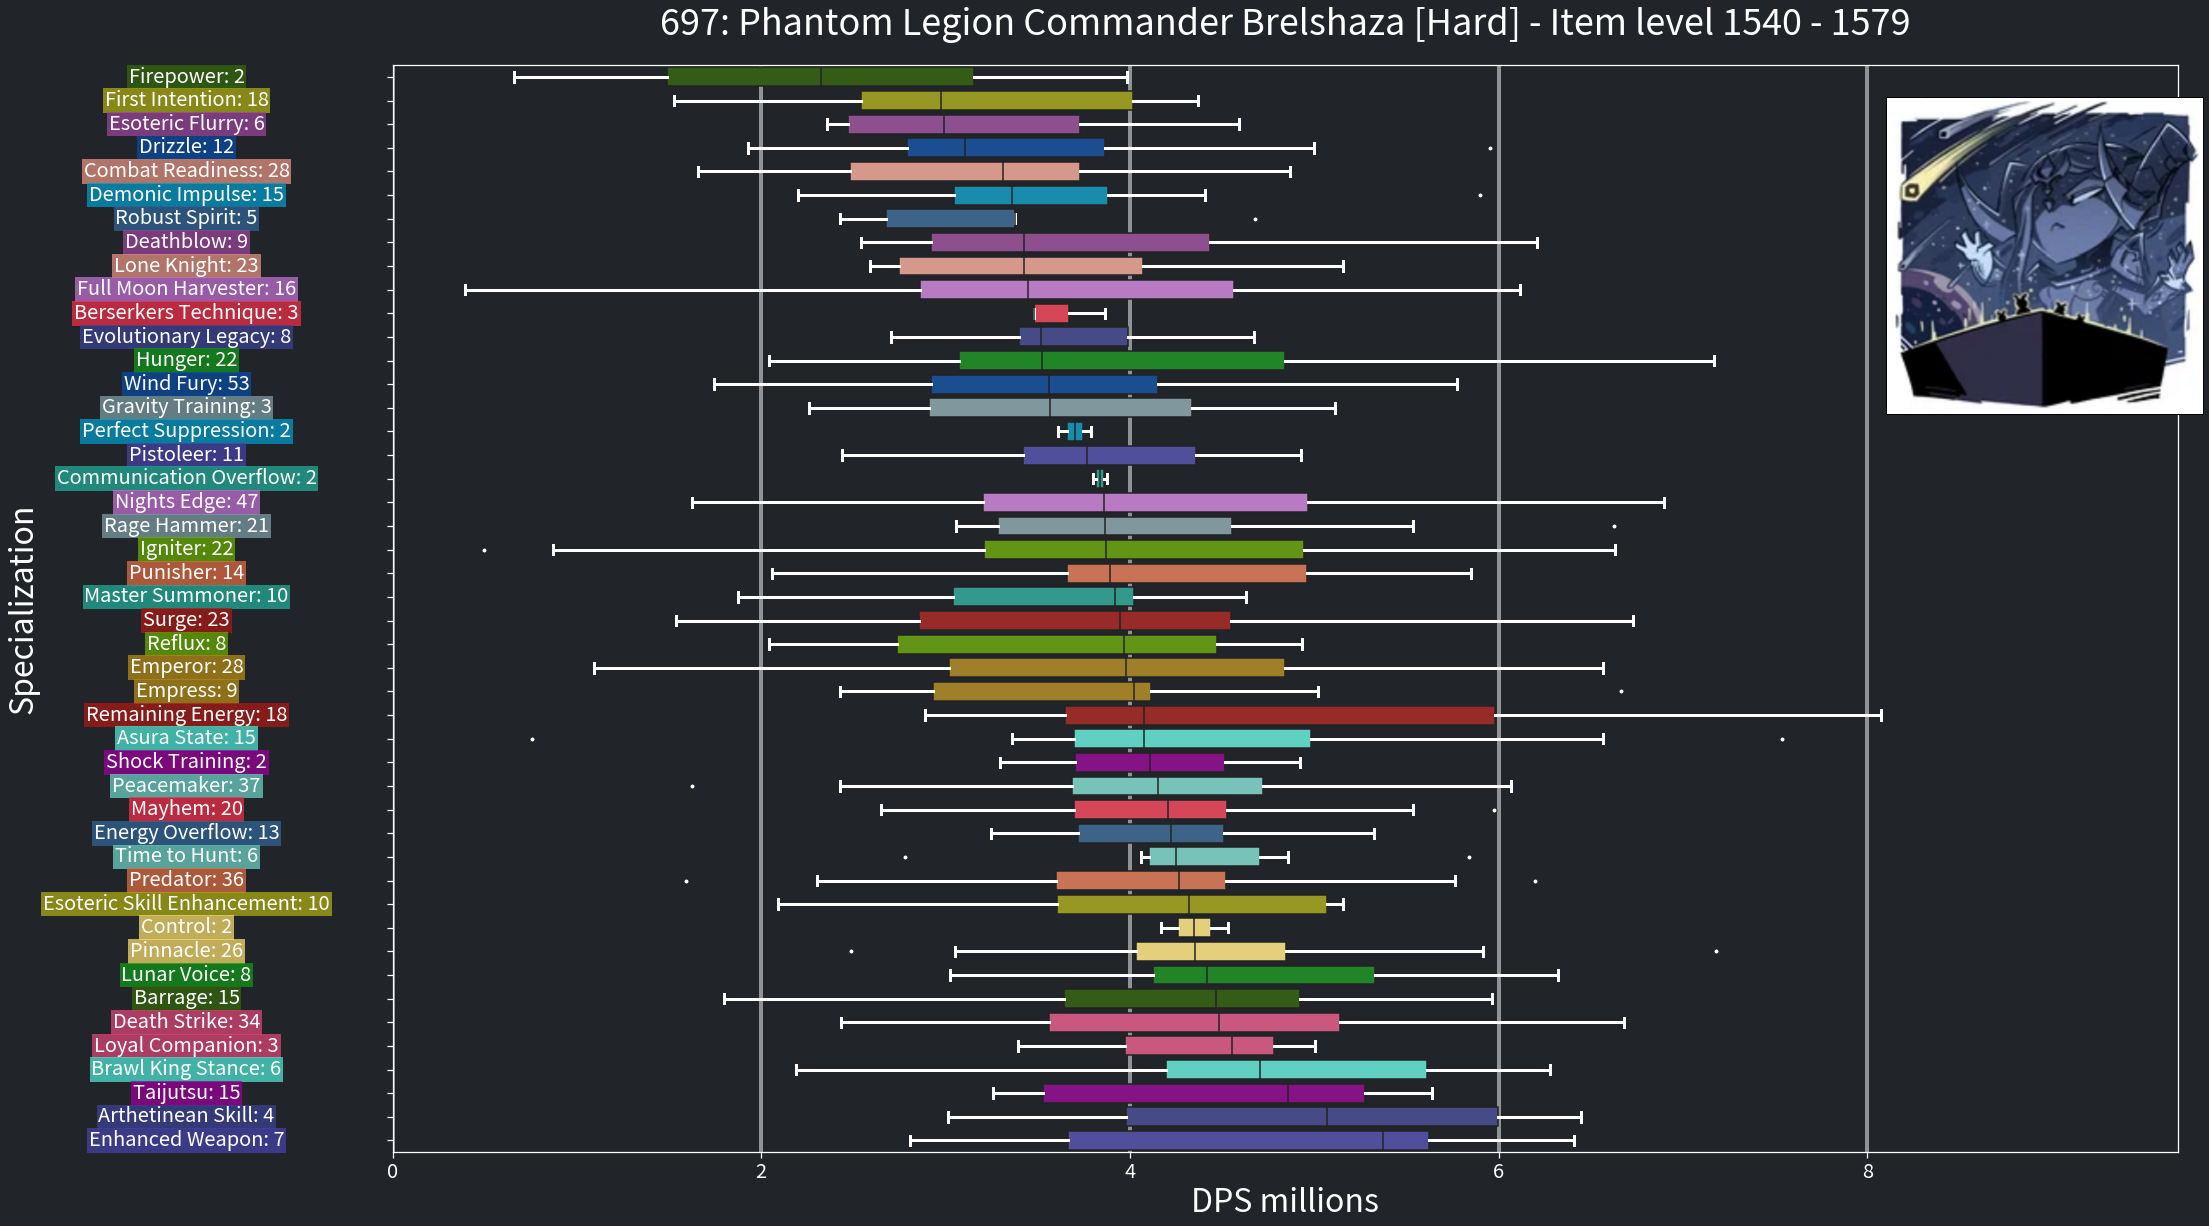 697: Phantom Legion Commander Brelshaza [Hard] - Item level 1540 - 1579
Specialization
Firepower: 2
First Intention: 18
Esoteric Flurry: 6
Drizzle: 12
Combat Readiness: 28
Demonic Impulse: 15
Robust Spirit: 5
Deathblow: 9
Lone Knight: 23
Full Moon Harvester: 16
Berserkers Technique: 3
Evolutionary Legacy: 8
Hunger: 22
Wind Fury: 53
Gravity Training: 3
Perfect Suppression: 2
Pistoleer: 11
Communication Overflow: 2
Nights Edge: 47
Rage Hammer: 21
Igniter: 22
Punisher: 14
Master Summoner: 10
Surge: 23
Reflux: 8
Emperor: 28
Empress: 9
Remaining Energy: 18
Asura State: 15
Shock Training: 2
Peacemaker: 37
Mayhem: 20
Energy Overflow: 13
Time to Hunt: 6
Predator: 36
Esoteric Skill Enhancement: 10
Control: 2
Pinnacle: 26
Lunar Voice: 8
Barrage: 15
Death Strike: 34
Loyal Companion: 3
Brawl King Stance: 6
Taijutsu: 15
Arthetinean Skill: 4
Enhanced Weapon: 7
0 2 4 6 8
DPS millions